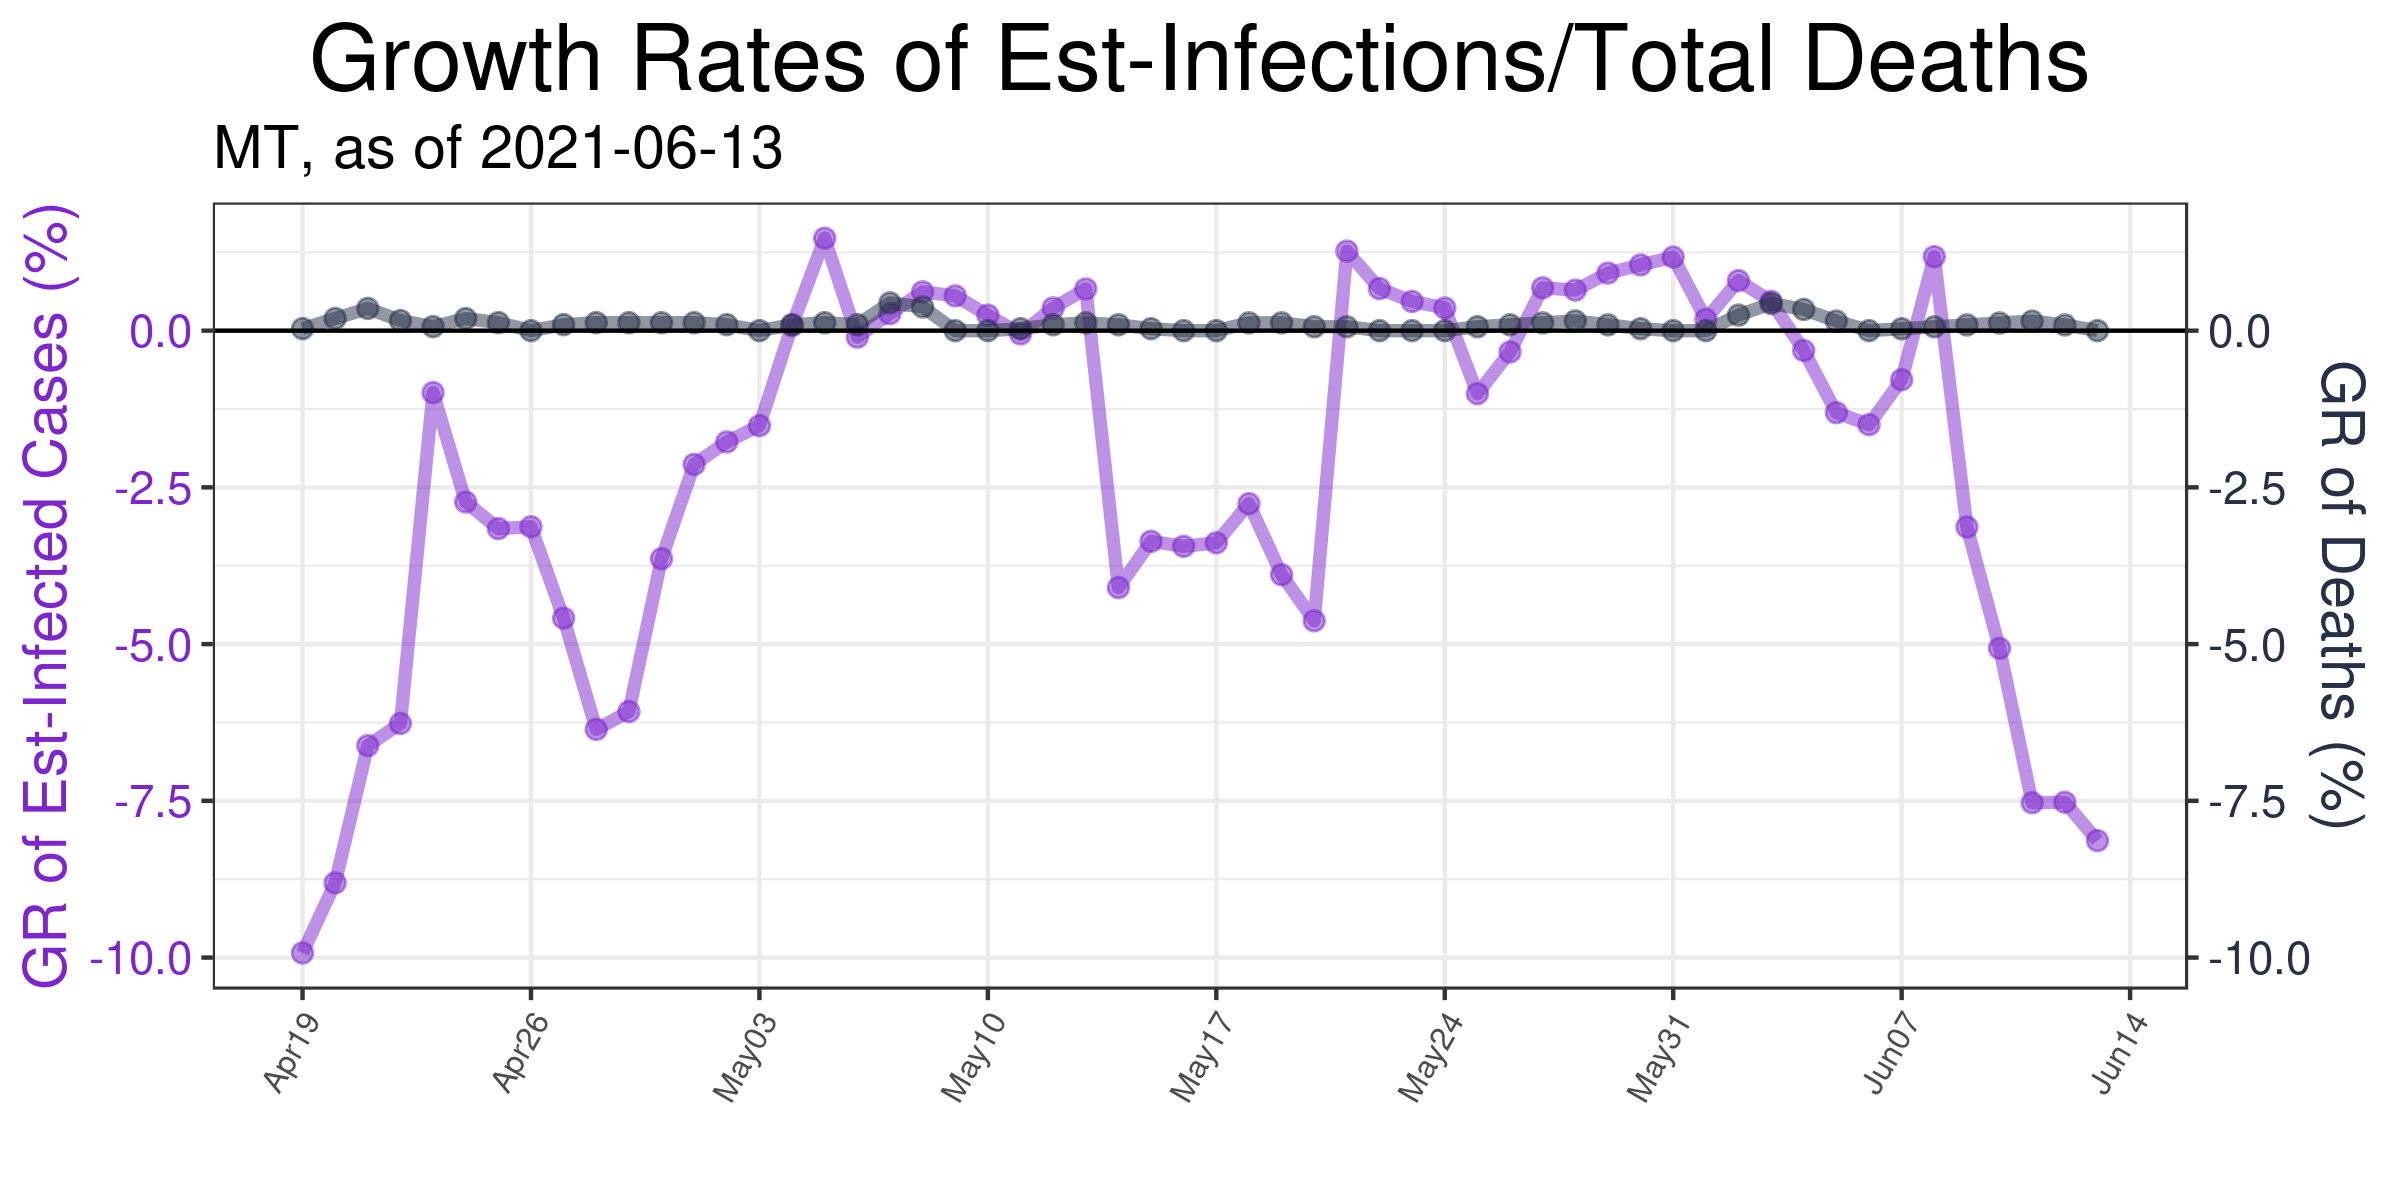 Growth Rates of Est-Infections/Total Deaths
MT, as of 2021-06-13
GR of Est-Infected Cases (%)
0.0
-2.5
-5.0
-7.5
-10.0
0.0
-2.5
-5.0
-7.5
-10.0
GR of Deaths (%)
Apr19
Apr26
May03
May10
May17
May24
May31
Jun07
Jun14